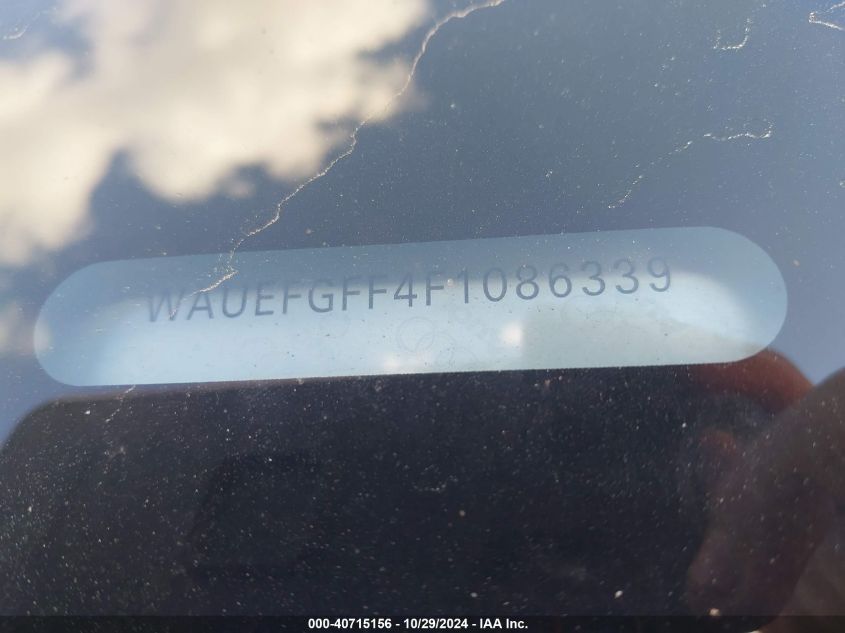 WAUEFGFF4F1086339
000-40715156 - 10/29/2024 - IAA Inc.